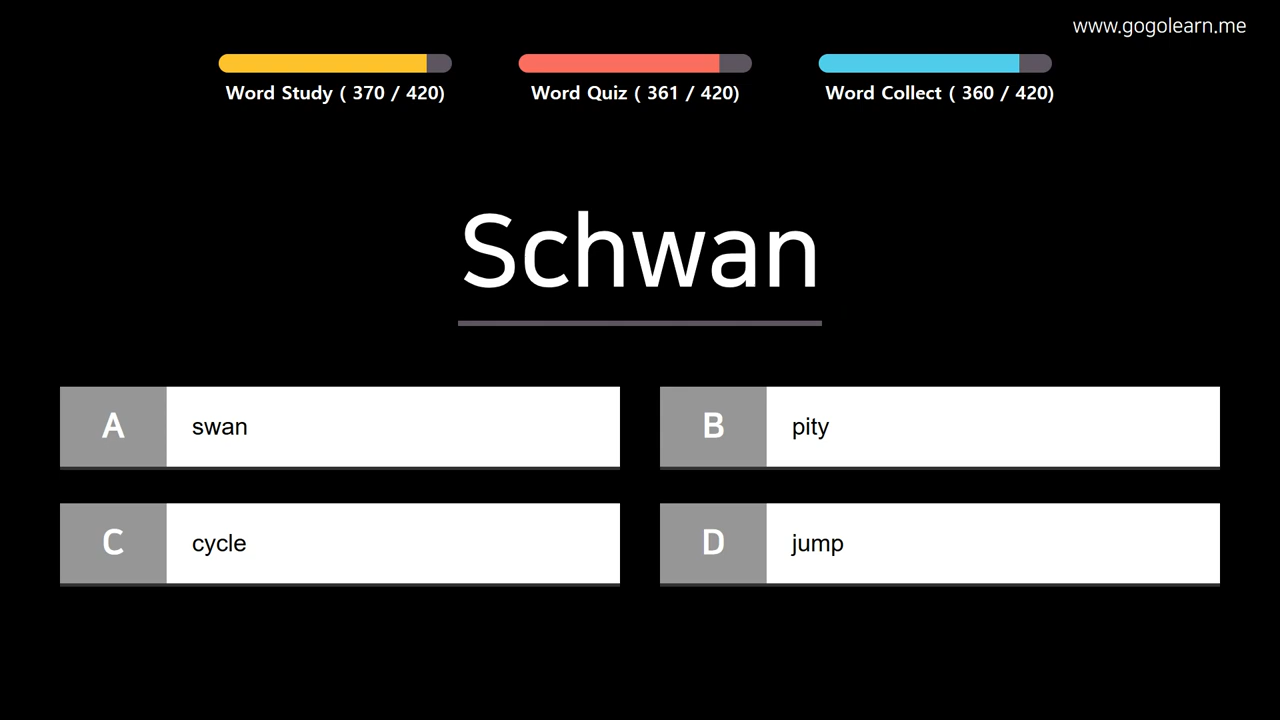 www.gogolearn.me
Word Study ( 370 / 420)
Word Quiz ( 361 / 420)
Word Collect ( 360 / 420)
Schwan
A swan
B pity
C cycle
D jump